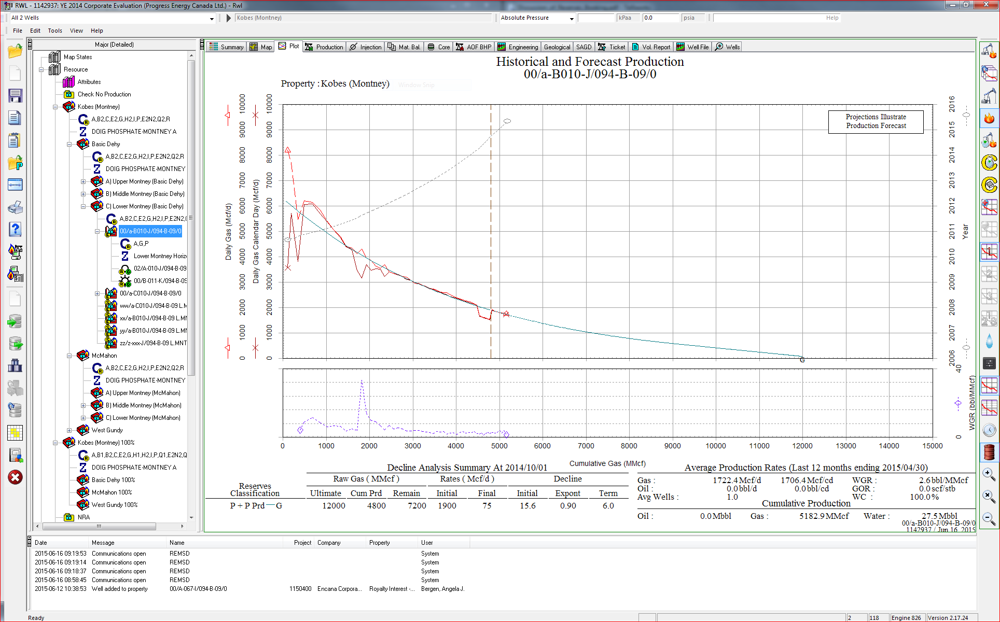 RWL - 1142937: YE 2014 Corporate Evaluation (Progress Energy Canada Ltd.) - Rwl
All 2 Wells
Kobes (Montney)
Absolute Pressure
kPaa
0.0
psia
Help
File Edit Tools View Help
Major (Detailed)
Map States
Resource
Attributes
Check No Production
Kobes (Montney)
A,B2,C,E2,G,H2,I,P,E2N2,Q2,R
DOIG PHOSPHATE-MONTNEY A
Basic Dehy
A,B2,C,E2,G,H2,I,P,E2N2,Q2,R
DOIG PHOSPHATE-MONTNEY
A) Upper Montney (Basic Dehy)
B) Middle Montney (Basic Dehy)
C) Lower Montney (Basic Dehy)
A,B2,C,E2,G,H2,I,P,E2N2,
00/a-B010-J/094-B-09/0
A,G,P
Lower Montney Horiz
02/A-010-J/094-B-09
00/B-011-K/094-B-09
00/a-C010-J/094-B-09/0
ww/a-C010-J/094-B-09 L.M
xx/a-B010-J/094-B-09 L.MN
yy/a-B010-J/094-B-09 L.MN
zz/z-xxx-J/094-B-09 L.MNT
McMahon
A,B2,C,E2,G,H2,I,P,E2N2,Q2,R
DOIG PHOSPHATE-MONTNEY
A) Upper Montney (McMahon)
B) Middle Montney (McMahon)
C) Lower Montney (McMahon)
West Gundy
Kobes (Montney) 100%
A,B1,B2,C,E2,G,H1,H2,I,P,Q1,E2N2,Q
DOIG PHOSPHATE-MONTNEY A
Basic Dehy 100%
McMahon 100%
West Gundy 100%
NRA
Summary Map Plot Production Injection Mat. Bal. Core AOF BHP Engineering Geological SAGD Ticket Vol. Report Well File Wells
Historical and Forecast Production
00/a-B010-J/094-B-09/0
Property : Kobes (Montney)
Window Snip
Projections Illustrate
Production Forecast
Daily Gas (Mcf/d)
10000 9000 8000 7000 6000 5000 4000 3000 2000 1000 0
Daily Gas Calendar Day (Mcf/d)
10000 9000 8000 7000 6000 5000 4000 3000 2000 1000 0
2016 2015 2014 2013 2012 2011 2010 2009 2008 2007 2006
Year
G
40
0
WGR (bbl/MMcf)
0 1000 2000 3000 4000 5000 6000 7000 8000 9000 10000 11000 12000 13000 14000 15000
Cumulative Gas (MMcf)
Decline Analysis Summary At 2014/10/01
Reserves Classification
Raw Gas ( MMcf ) Rates ( Mcf/d ) Decline
Ultimate Cum Prd Remain Initial Final Initial Expont Term
P + P Prd G 12000 4800 7200 1900 75 15.6 0.90 6.0
Average Production Rates (Last 12 months ending 2015/04/30)
Gas : 1722.4 Mcf/d 1706.4 Mcf/cd WGR : 2.6 bbl/MMcf
Oil : 0.0 bbl/d 0.0 bbl/cd GOR : 0.0 scf/stb
Avg Wells : 1.0 WC : 100.0 %
Cumulative Production
Oil : 0.0 Mbbl Gas : 5182.9 MMcf Water : 27.5 Mbbl
00/a-B010-J/094-B-09/0
1142937 / Jun 16, 2015
Date Message Name Project Company Property User
2015-06-16 09:19:53 Communications open REMSD System
2015-06-16 09:19:14 Communications open REMSD System
2015-06-16 09:18:37 Communications open REMSD System
2015-06-16 08:58:45 Communications open REMSD System
2015-06-12 10:38:53 Well added to property 00/A-067-I/094-B-09/0 1150400 Encana Corpora... Royalty Interest -... Bergen, Angela J.
Ready
2 118 Engine 826 Version 2.17.24